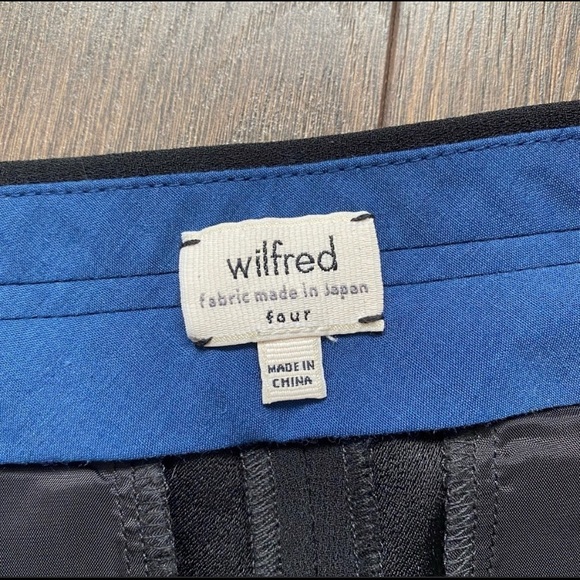 wilfred
fabric made in Japan
four
MADE IN
CHINA